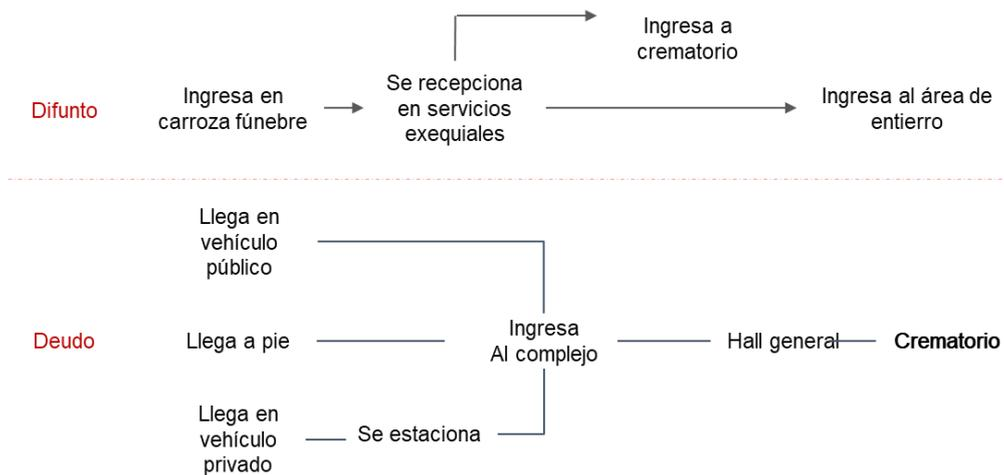 Ingresa a
crematorio
Difunto
Ingresa en
carroza fúnebre
Se recepciona
en servicios
exequiales
Ingresa al área de
entierro
Llega en
vehículo
público
Deudo
Llega a pie
Ingresa
Al complejo
Hall general
Crematorio
Llega en
vehículo
privado
Se estaciona